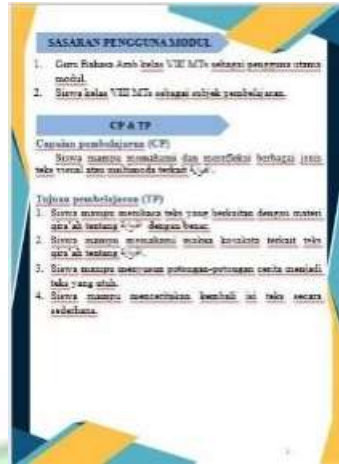 SASARAN PENGGUNA MODUL
1. Guru Bahasa Arab kelas VIII MTs sebagai pengguna utama
modul.
2. Siswa kelas VIII MTs sebagai subyek pembelajaran.
CP & TP
Capaian pembelajaran (CP)
Siswa mampu memahami dan merefleksi berbagai jenis
teks visual atau multimoda terkait
Tujuan pembelajaran (TP)
1. Siswa mampu membaca teks yang berkaitan dengan materi
qira'ah tentang dengan benar.
2. Siswa mampu memahami makna kosakata terkait teks
qira'ah tentang
3. Siswa mampu menyusun potongan-potongan cerita menjadi
teks yang utuh.
4. Siswa mampu menceritakan kembali isi teks secara
sederhana.